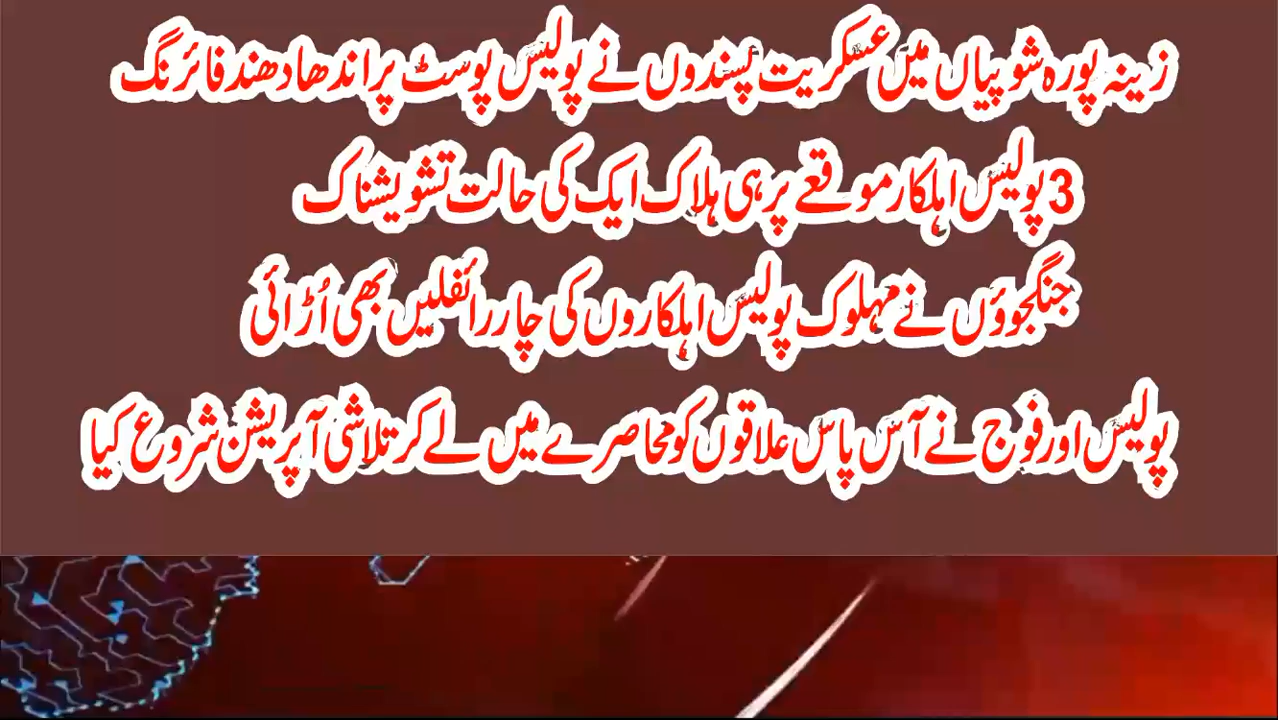 زینہ پورہ شوپیاں میں عسکریت پسندوں نے پولیس پوسٹ پر اندھا دھند فائرنگ
3 پولیس اہلکار موقعے پر ہی ہلاک ایک کی حالت تشویشناک
جنگجوؤں نے مہلوک پولیس اہلکاروں کی چار رائفلیں بھی اُڑائی
پولیس اور فوج نے آس پاس علاقوں کو محاصرے میں لے کر تلاشی آپریشن شروع کیا